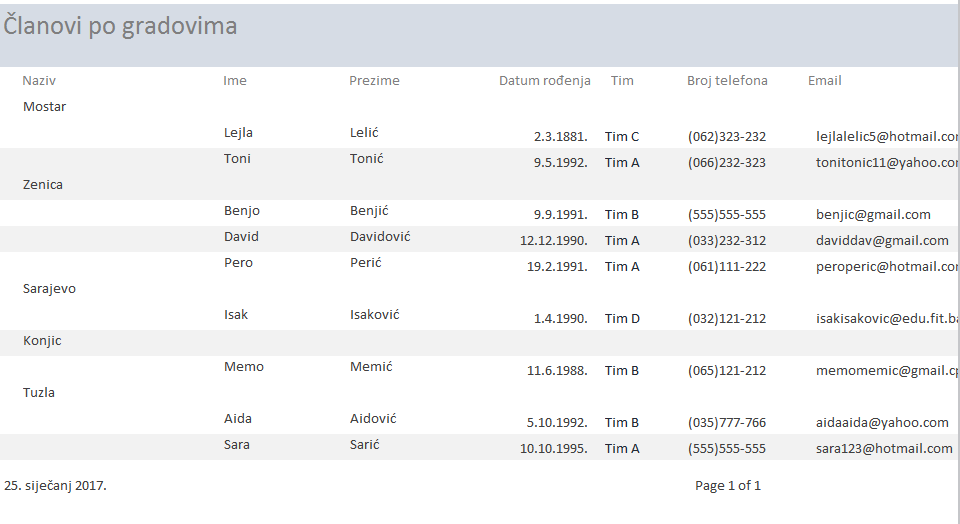 Članovi po gradovima
Naziv Ime Prezime Datum rođenja Tim Broj telefona Email
Mostar
Lejla Lelić 2.3.1881. Tim C (062)323-232 lejlalelic5@hotmail.co
Toni Tonić 9.5.1992. Tim A (066)232-323 tonitonic11@yahoo.co
Zenica
Benjo Benjić 9.9.1991. Tim B (555)555-555 benjic@gmail.com
David Davidović 12.12.1990. Tim A (033)232-312 daviddav@gmail.com
Pero Perić 19.2.1991. Tim A (061)111-222 peroperic@hotmail.co
Sarajevo
Isak Isaković 1.4.1990. Tim D (032)121-212 isakisakovic@edu.fit.ba
Konjic
Memo Memić 11.6.1988. Tim B (065)121-212 memomemic@gmail.cp
Tuzla
Aida Aidović 5.10.1992. Tim B (035)777-766 aidaaida@yahoo.com
Sara Sarić 10.10.1995. Tim A (555)555-555 sara123@hotmail.com
25. siječanj 2017. Page 1 of 1